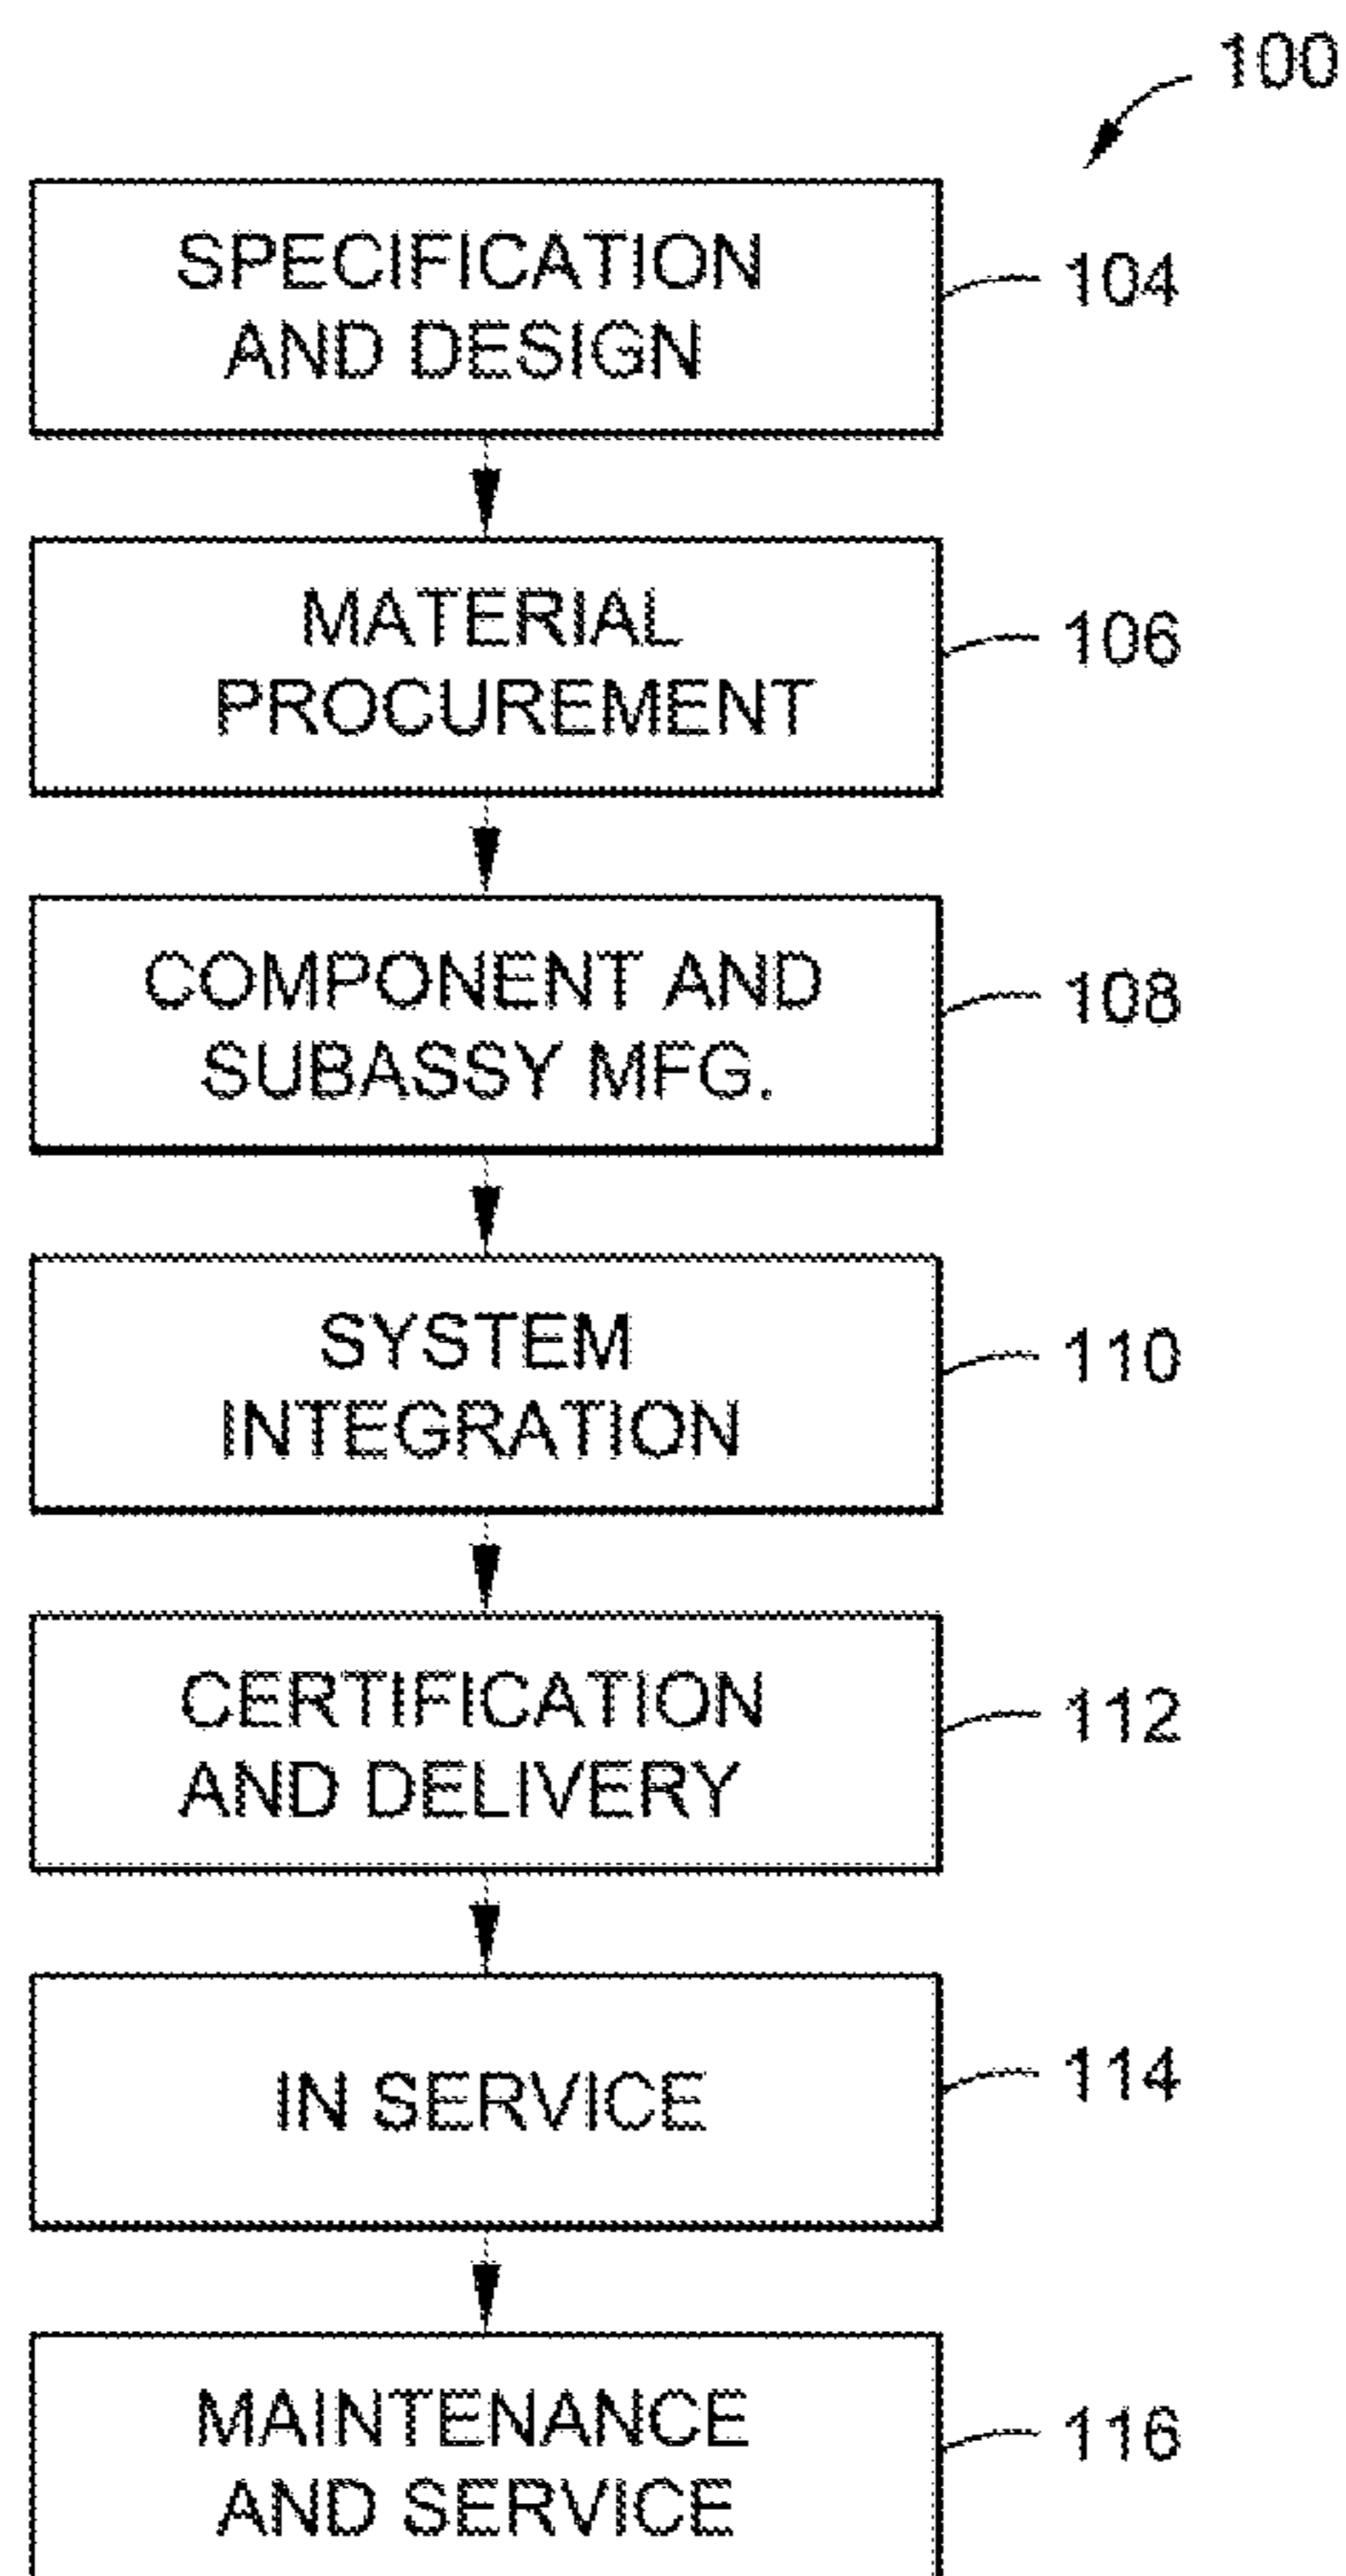 100
SPECIFICATION
AND DESIGN
104
MATERIAL
PROCUREMENT
106
COMPONENT AND
SUBASSY MFG.
108
SYSTEM
INTEGRATION
110
CERTIFICATION
AND DELIVERY
112
IN SERVICE
114
MAINTENANCE
AND SERVICE
116